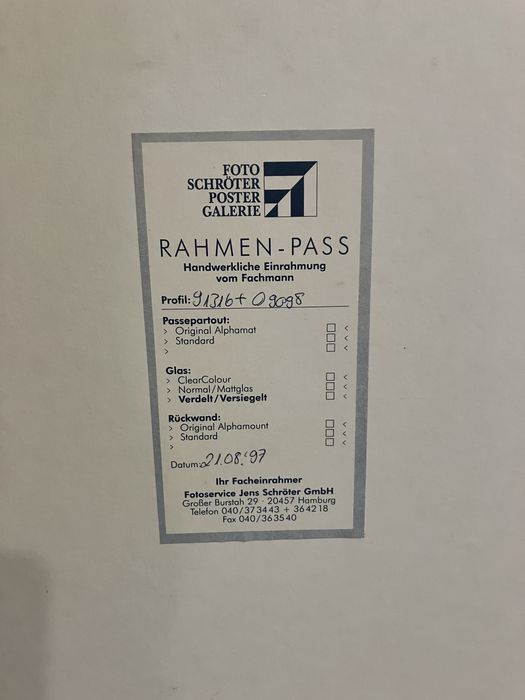 FOTO
SCHRÖTER
POSTER
GALERIE
RAHMEN-PASS
Handwerkliche Einrahmung
vom Fachmann
Profil: 91316 + 09098
Passepartout:
> Original Alphamat □ <
> Standard □ <
> □ <
Glas:
> ClearColour □ <
> Normal/Mattglas □ <
> Verdelt/Versiegelt □ <
Rückwand:
> Original Alphamount □ <
> Standard □ <
> □ <
Datum: 21.08.'97
Ihr Facheinrahmer
Fotoservice Jens Schröter GmbH
Großer Burstah 29 · 20457 Hamburg
Telefon 040/37 34 43 + 36 42 18
Fax 040/36 35 40